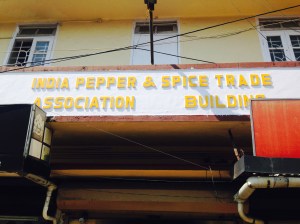 INDIA PEPPER & SPICE TRADE
ASSOCIATION BUILDING